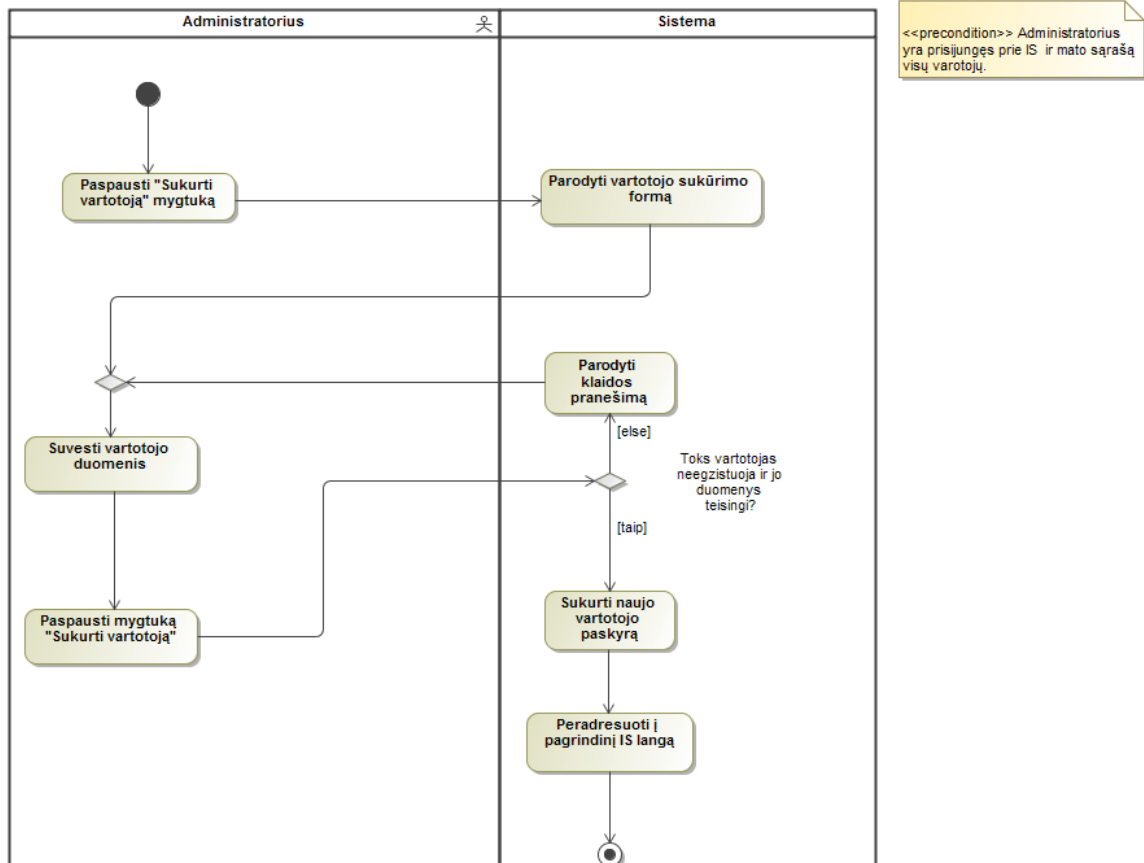 Administratorius
Sistema
<<precondition>> Administratorius
yra prisijungęs prie IS ir mato sąrašą
visų varotojų.
Paspausti "Sukurti
vartotoją" mygtuką
Parodyti vartotojo sukūrimo
formą
Parodyti
klaidos
pranešimą
[else]
Suvesti vartotojo
duomenis
Toks vartotojas
neegzistuoja ir jo
duomenys
teisingi?
[taip]
Sukurti naujo
vartotojo
paskyrą
Paspausti mygtuką
"Sukurti vartotoją"
Peradresuoti į
pagrindinį IS langą